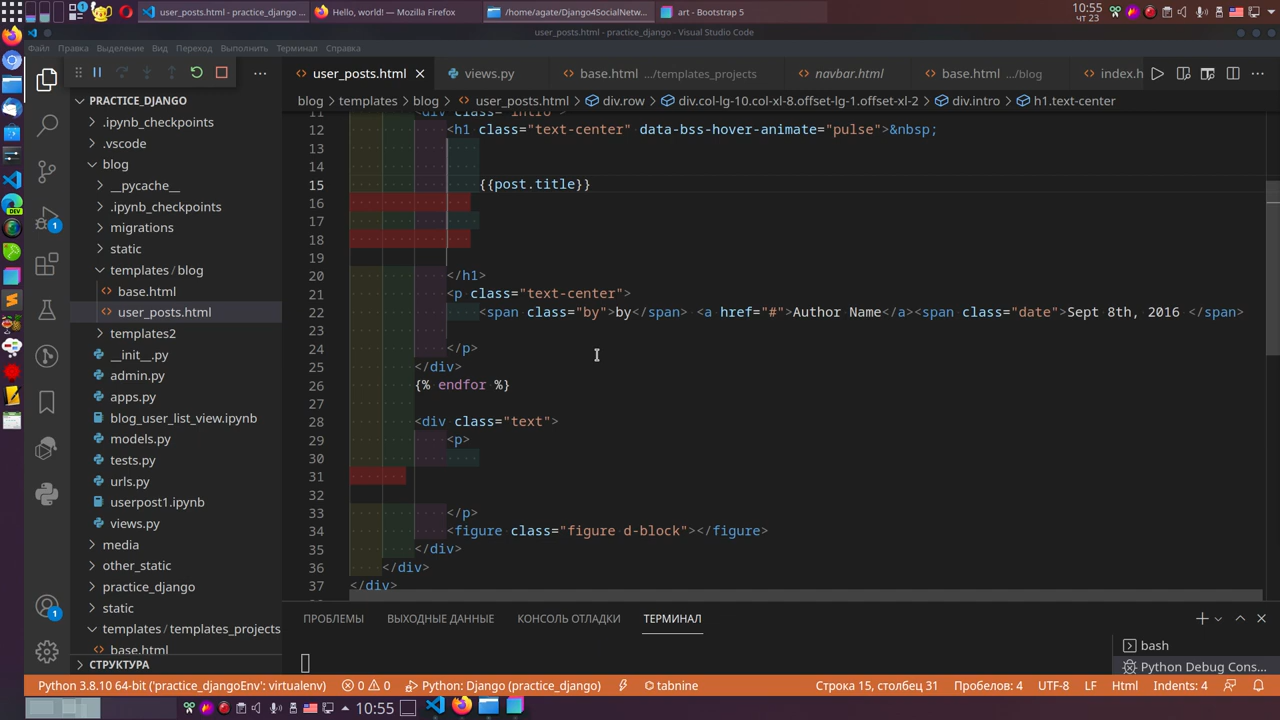 user_posts.html - practice_django ...
Hello, world! — Mozilla Firefox
/home/agate/Django4SocialNetw...
art - Bootstrap 5
10:55
чт 23
user_posts.html - practice_django - Visual Studio Code
Файл Правка Выделение Вид Переход Выполнить Терминал Справка
user_posts.html
views.py
base.html .../templates_projects
navbar.html
base.html .../blog
index.h
PRACTICE_DJANGO
blog > templates > blog > user_posts.html > div.row > div.col-lg-10.col-xl-8.offset-lg-1.offset-xl-2 > div.intro > h1.text-center
.ipynb_checkpoints
.vscode
blog
__pycache__
.ipynb_checkpoints
migrations
static
templates/blog
base.html
user_posts.html
templates2
__init__.py
admin.py
apps.py
blog_user_list_view.ipynb
models.py
tests.py
urls.py
userpost1.ipynb
views.py
media
other_static
practice_django
static
templates/templates_projects
base.html
СТРУКТУРА
11 <div class="intro">
12 <h1 class="text-center" data-bss-hover-animate="pulse">&nbsp;
13
14
15 {{post.title}}
16
17
18
19
20 </h1>
21 <p class="text-center">
22 <span class="by">by</span> <a href="#">Author Name</a><span class="date">Sept 8th, 2016 </span>
23
24 </p>
25 </div>
26 {% endfor %}
27
28 <div class="text">
29 <p>
30
31
32
33 </p>
34 <figure class="figure d-block"></figure>
35 </div>
36 </div>
37 </div>
ПРОБЛЕМЫ ВЫХОДНЫЕ ДАННЫЕ КОНСОЛЬ ОТЛАДКИ ТЕРМИНАЛ
bash
Python Debug Cons...
1
1
DEV
Python 3.8.10 64-bit ('practice_djangoEnv': virtualenv)
0 0
Python: Django (practice_django)
tabnine
Строка 15, столбец 31
Пробелов: 4
UTF-8
LF
Html
Indents: 4
10:55